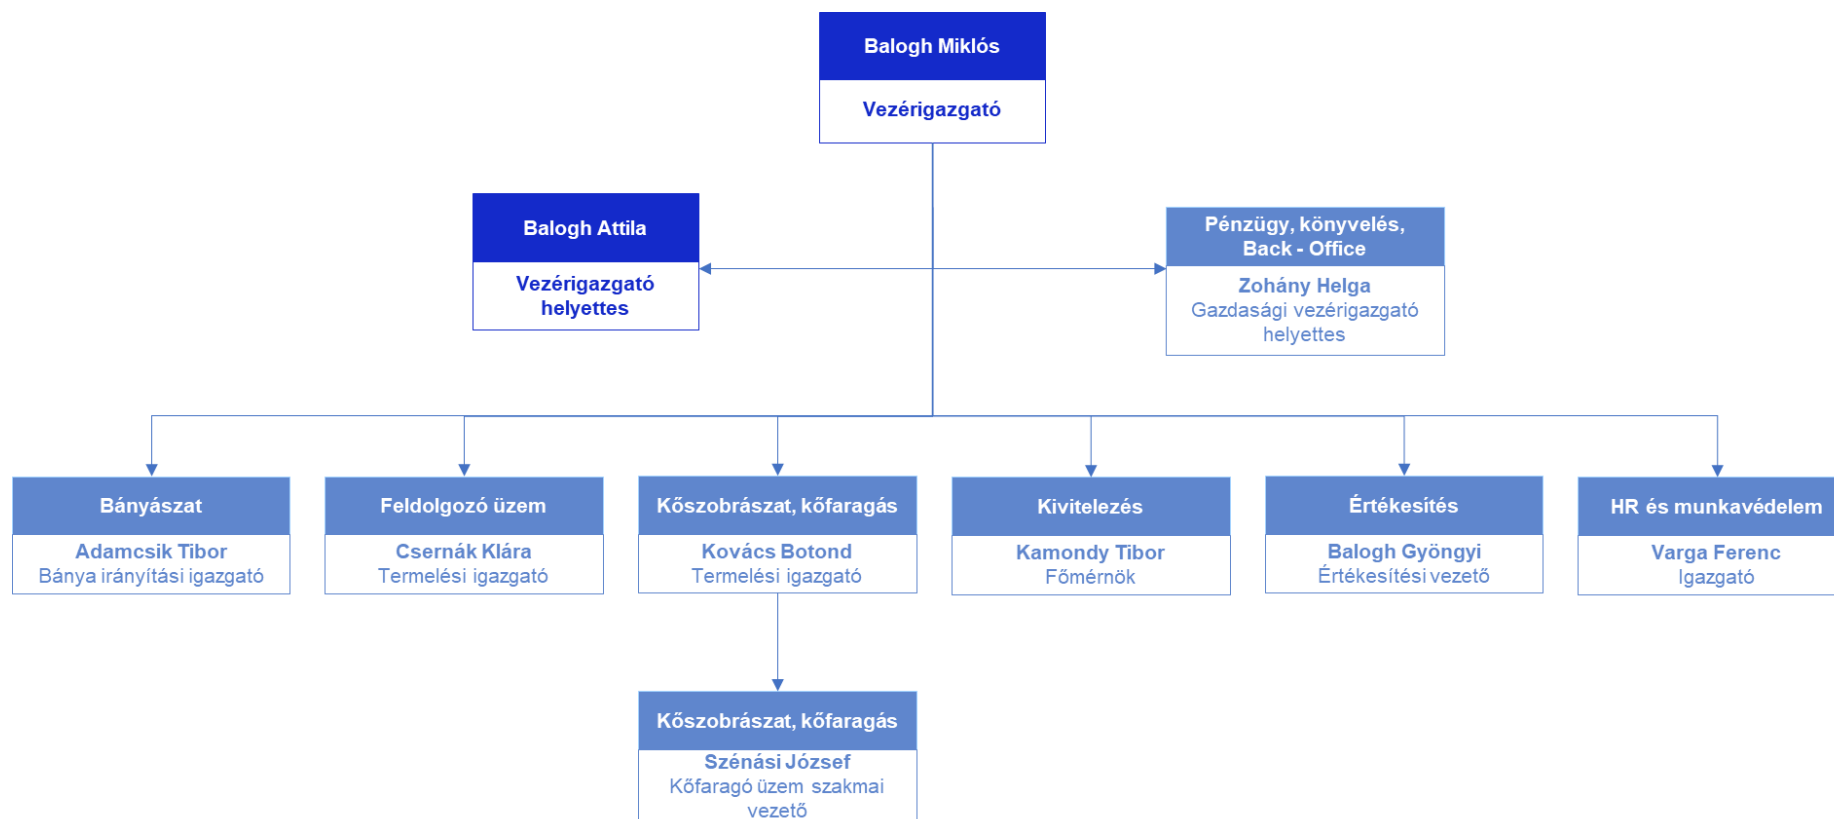 Balogh Miklós
Vezérigazgató
Balogh Attila
Vezérigazgató
helyettes
Pénzügy, könyvelés,
Back - Office
Zohány Helga
Gazdasági vezérigazgató
helyettes
Bányászat
Adamcsik Tibor
Bánya irányítási igazgató
Feldolgozó üzem
Csernák Klára
Termelési igazgató
Kőszobrászat, kőfaragás
Kovács Botond
Termelési igazgató
Kivitelezés
Kamondy Tibor
Főmérnök
Értékesítés
Balogh Gyöngyi
Értékesítési vezető
HR és munkavédelem
Varga Ferenc
Igazgató
Kőszobrászat, kőfaragás
Szénási József
Kőfaragó üzem szakmai
vezető